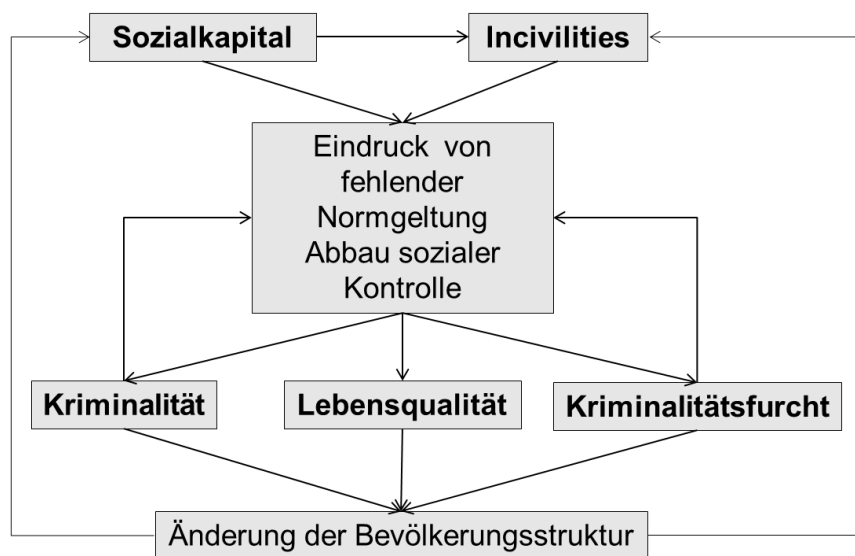 Sozialkapital
Incivilities
Eindruck von
fehlender
Normgeltung
Abbau sozialer
Kontrolle
Kriminalität
Lebensqualität
Kriminalitätsfurcht
Änderung der Bevölkerungsstruktur